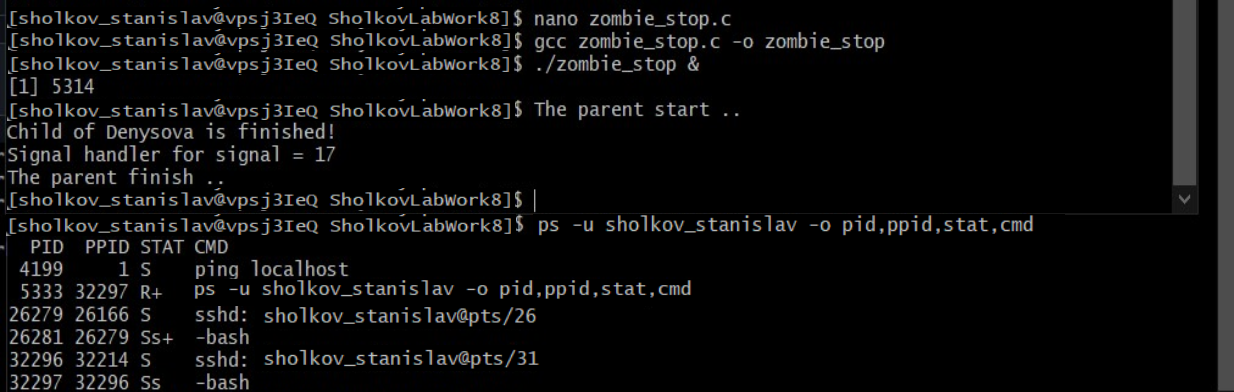 [sholkov_stanislav@vpsj3IeQ SholkovLabWork8]$ nano zombie_stop.c
[sholkov_stanislav@vpsj3IeQ SholkovLabWork8]$ gcc zombie_stop.c -o zombie_stop
[sholkov_stanislav@vpsj3IeQ SholkovLabWork8]$ ./zombie_stop &
[1] 5314
[sholkov_stanislav@vpsj3IeQ SholkovLabWork8]$ The parent start ..
Child of Denysova is finished!
Signal handler for signal = 17
The parent finish ..
[sholkov_stanislav@vpsj3IeQ SholkovLabWork8]$
[sholkov_stanislav@vpsj3IeQ SholkovLabWork8]$ ps -u sholkov_stanislav -o pid,ppid,stat,cmd
PID PPID STAT CMD
4199 1 S ping localhost
5333 32297 R+ ps -u sholkov_stanislav -o pid,ppid,stat,cmd
26279 26166 S sshd: sholkov_stanislav@pts/26
26281 26279 Ss+ -bash
32296 32214 S sshd: sholkov_stanislav@pts/31
32297 32296 Ss -bash